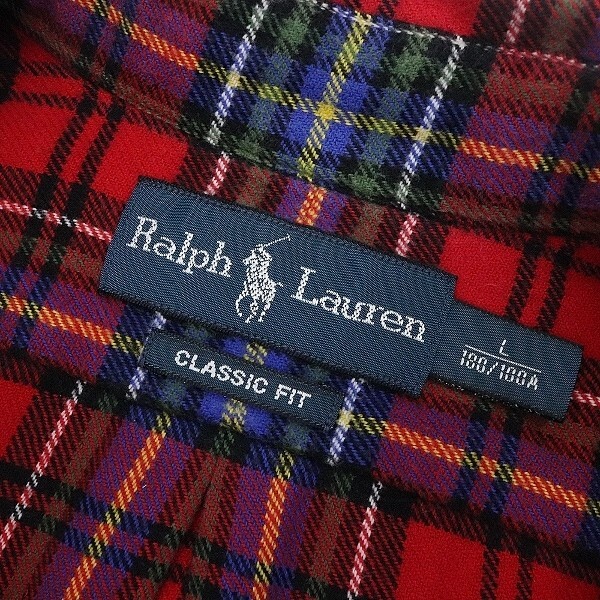 Ralph Lauren
L
180/100A
CLASSIC FIT